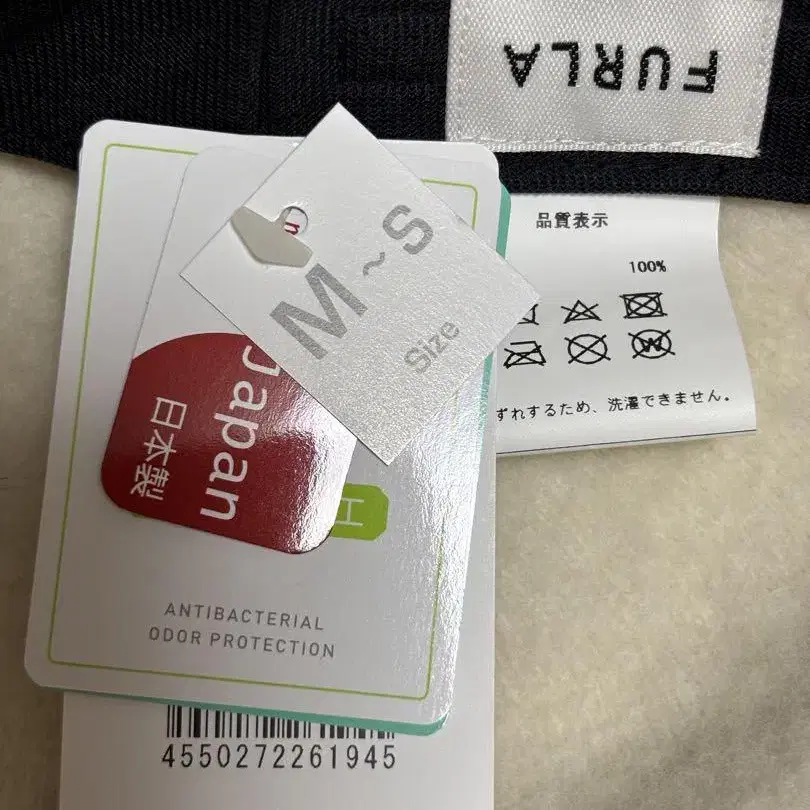 FURLA
品質表示
100%
ずれするため、洗濯できません。
M~S
Size
Japan
日本製
H
ANTIBACTERIAL
ODOR PROTECTION
4550272261945